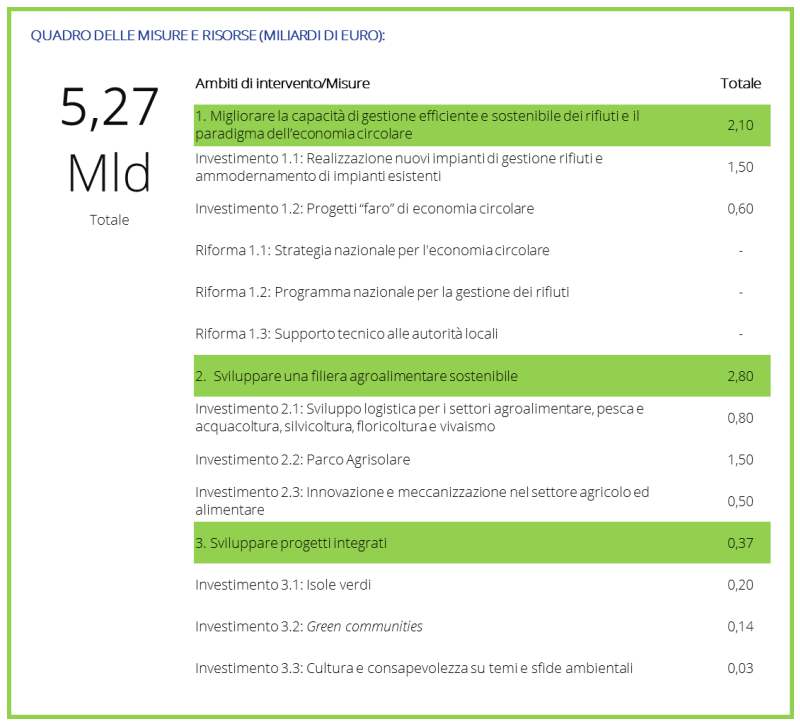 QUADRO DELLE MISURE E RISORSE (MILIARDI DI EURO):
5,27
Mld
Totale
Ambiti di intervento/Misure Totale
1. Migliorare la capacità di gestione efficiente e sostenibile dei rifiuti e il
paradigma dell'economia circolare 2,10
Investimento 1.1: Realizzazione nuovi impianti di gestione rifiuti e
ammodernamento di impianti esistenti 1,50
Investimento 1.2: Progetti “faro” di economia circolare 0,60
Riforma 1.1: Strategia nazionale per l'economia circolare -
Riforma 1.2: Programma nazionale per la gestione dei rifiuti -
Riforma 1.3: Supporto tecnico alle autorità locali -
2. Sviluppare una filiera agroalimentare sostenibile 2,80
Investimento 2.1: Sviluppo logistica per i settori agroalimentare, pesca e
acquacoltura, silvicoltura, floricoltura e vivaismo 0,80
Investimento 2.2: Parco Agrisolare 1,50
Investimento 2.3: Innovazione e meccanizzazione nel settore agricolo ed
alimentare 0,50
3. Sviluppare progetti integrati 0,37
Investimento 3.1: Isole verdi 0,20
Investimento 3.2: Green communities 0,14
Investimento 3.3: Cultura e consapevolezza su temi e sfide ambientali 0,03